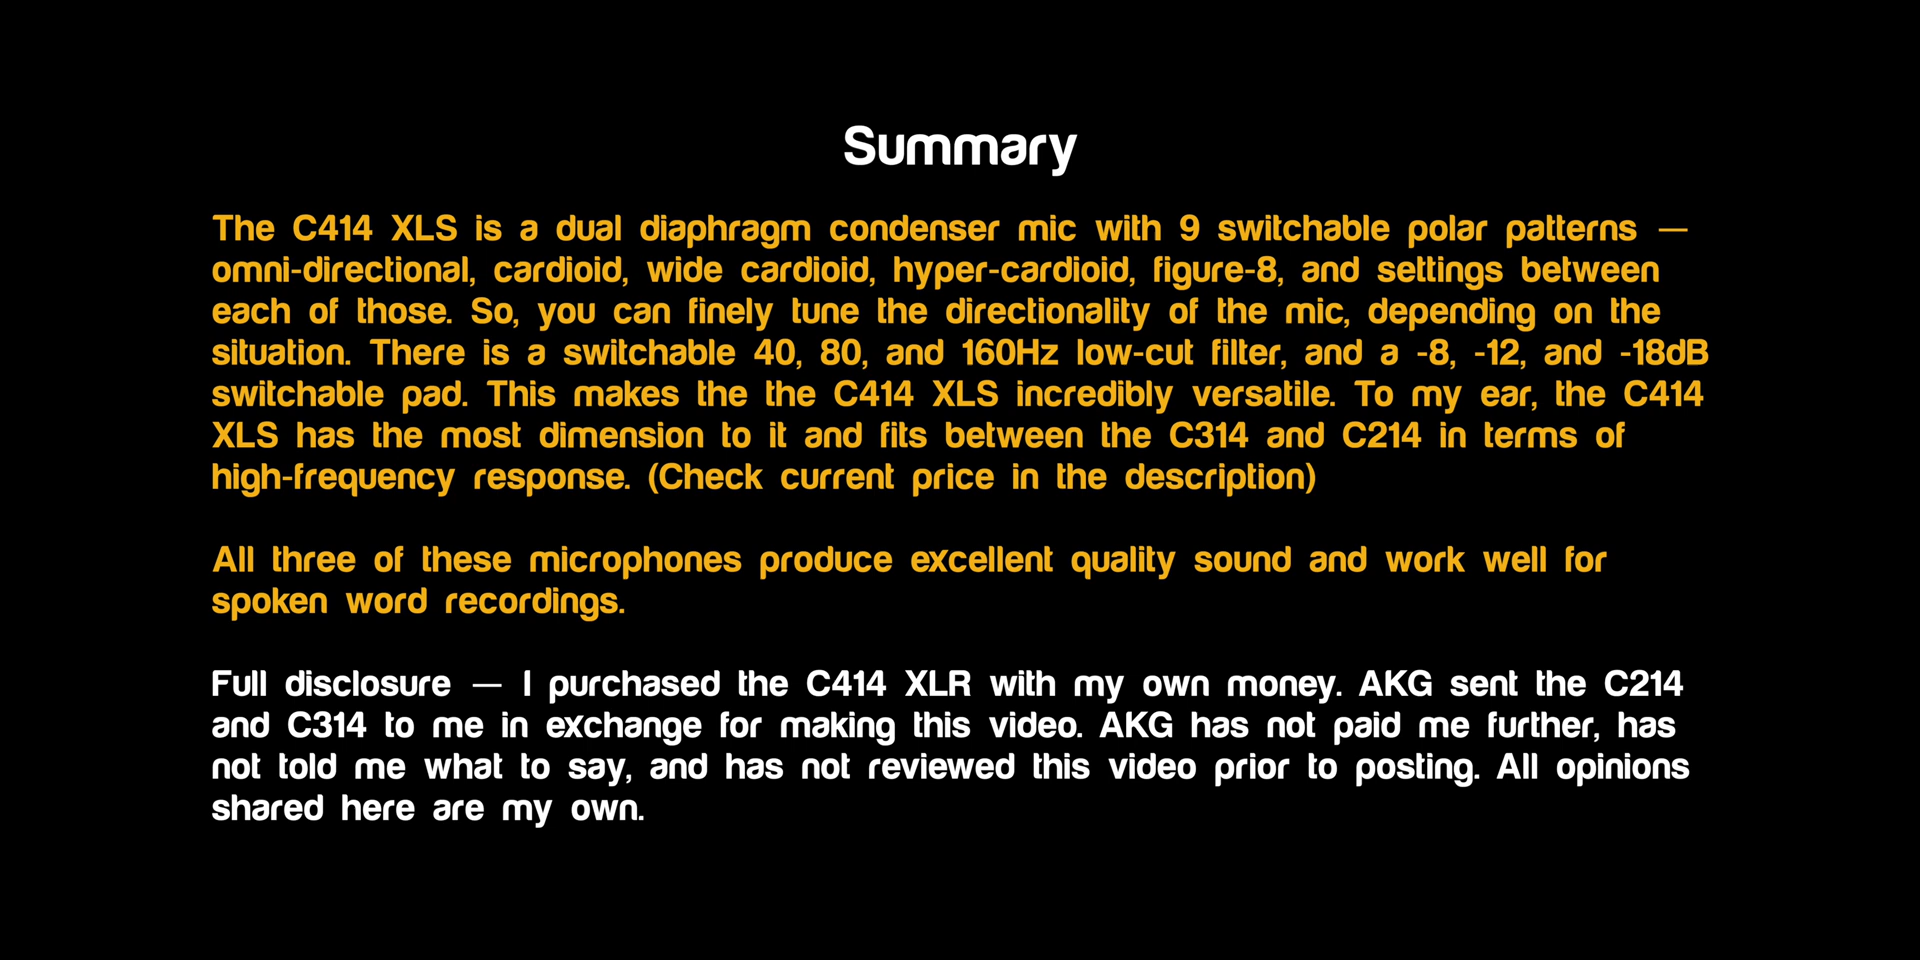 Summary
The C414 XLS is a dual diaphragm condenser mic with 9 switchable polar patterns —
omni-directional, cardioid, wide cardioid, hyper-cardioid, figure-8, and settings between
each of those. So, you can finely tune the directionality of the mic, depending on the
situation. There is a switchable 40, 80, and 160Hz low-cut filter, and a -8, -12, and -18dB
switchable pad. This makes the the C414 XLS incredibly versatile. To my ear, the C414
XLS has the most dimension to it and fits between the C314 and C214 in terms of
high-frequency response. (Check current price in the description)
All three of these microphones produce excellent quality sound and work well for
spoken word recordings.
Full disclosure — I purchased the C414 XLR with my own money. AKG sent the C214
and C314 to me in exchange for making this video. AKG has not paid me further, has
not told me what to say, and has not reviewed this video prior to posting. All opinions
shared here are my own.